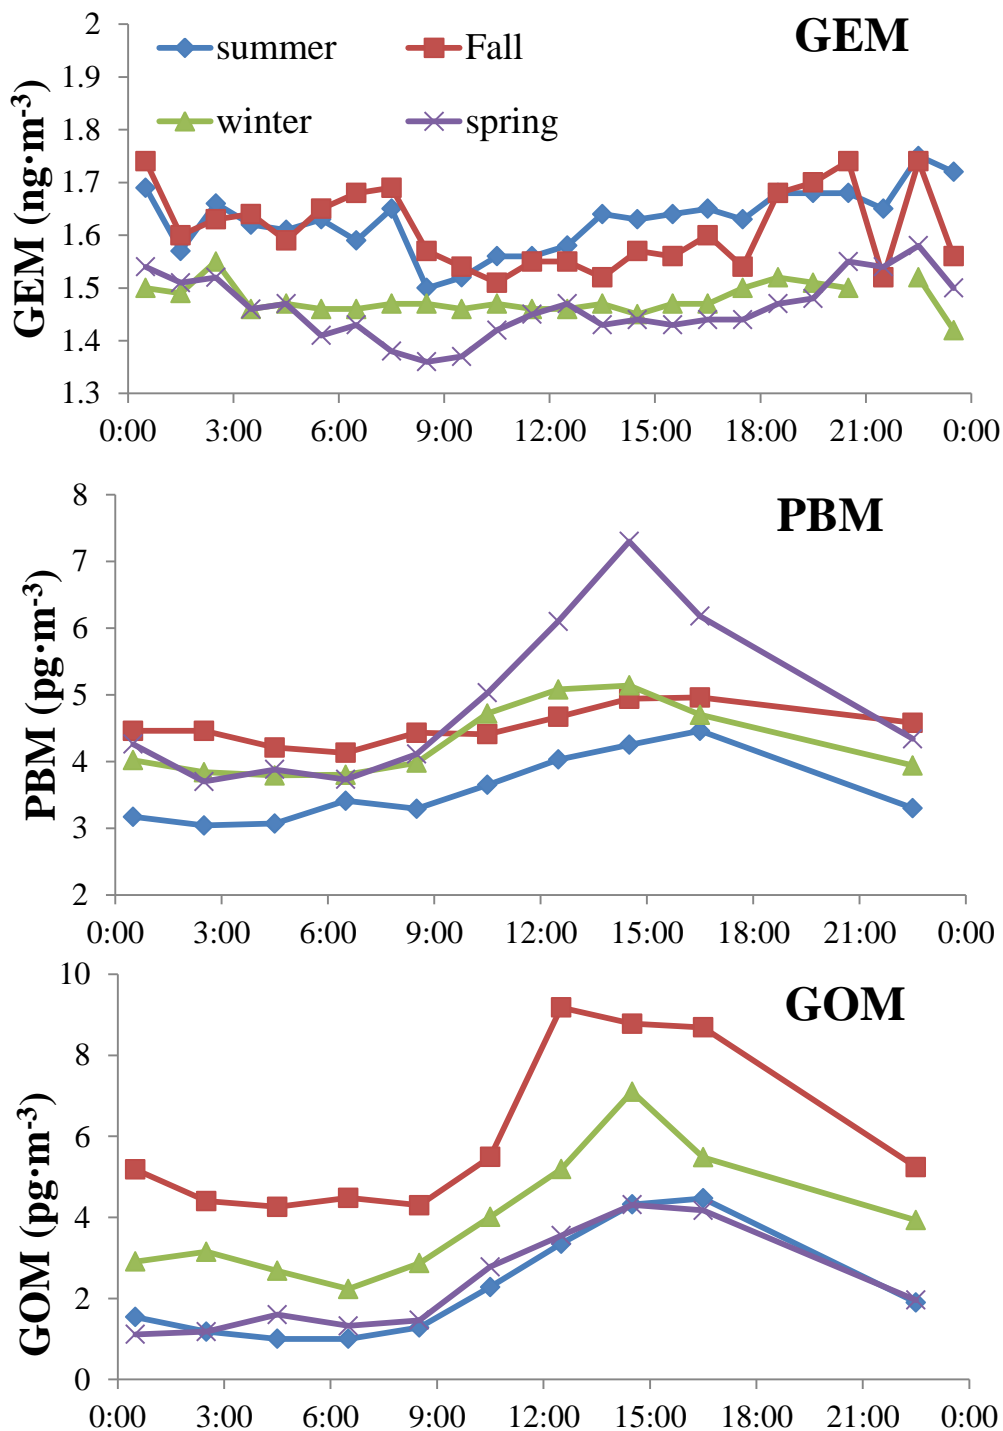 GEM
summer Fall
winter spring
GEM (ng·m-3)
2
1.9
1.8
1.7
1.6
1.5
1.4
1.3
0:00 3:00 6:00 9:00 12:00 15:00 18:00 21:00 0:00
PBM
PBM (pg·m-3)
8
7
6
5
4
3
2
0:00 3:00 6:00 9:00 12:00 15:00 18:00 21:00 0:00
GOM
GOM (pg·m-3)
10
8
6
4
2
0
0:00 3:00 6:00 9:00 12:00 15:00 18:00 21:00 0:00